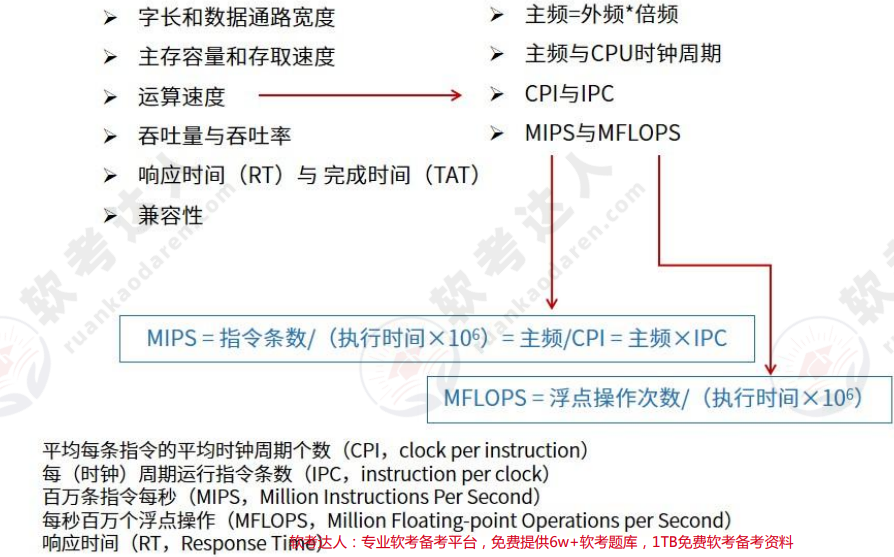 ➢ 字长和数据通路宽度
➢ 主存容量和存取速度
➢ 运算速度
➢ 吞吐量与吞吐率
➢ 响应时间（RT）与 完成时间（TAT）
➢ 兼容性
➢ 主频=外频*倍频
➢ 主频与CPU时钟周期
➢ CPI与IPC
➢ MIPS与MFLOPS
MIPS = 指令条数/（执行时间×10⁶）= 主频/CPI = 主频×IPC
MFLOPS = 浮点操作次数/（执行时间×10⁶）
平均每条指令的平均时钟周期个数（CPI，clock per instruction）
每（时钟）周期运行指令条数（IPC，instruction per clock）
百万条指令每秒（MIPS，Million Instructions Per Second）
每秒百万个浮点操作（MFLOPS，Million Floating-point Operations per Second）
响应时间（RT，Response Time）
软考达人：专业软考备考平台，免费提供6w+软考题库，1TB免费软考备考资料
软考达人
ruankaodaren.com
软考达人
ruankaodaren.com
软考